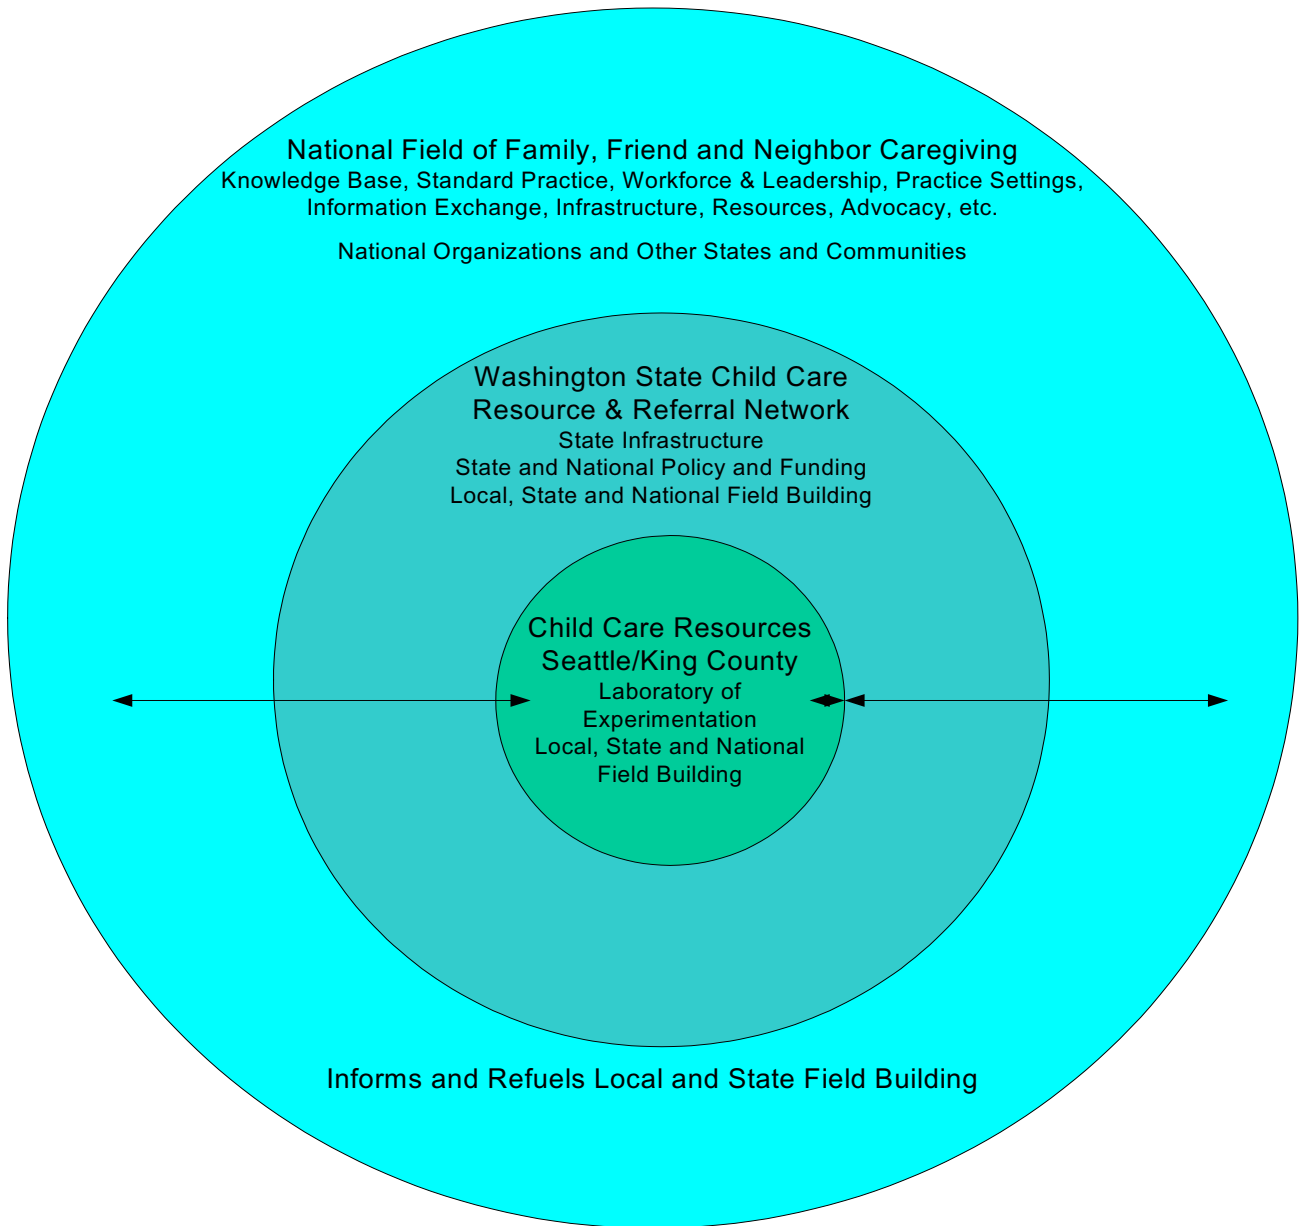 National Field of Family, Friend and Neighbor Caregiving
Knowledge Base, Standard Practice, Workforce & Leadership, Practice Settings,
Information Exchange, Infrastructure, Resources, Advocacy, etc.
National Organizations and Other States and Communities
Washington State Child Care
Resource & Referral Network
State Infrastructure
State and National Policy and Funding
Local, State and National Field Building
Child Care Resources
Seattle/King County
Laboratory of
Experimentation
Local, State and National
Field Building
Informs and Refuels Local and State Field Building